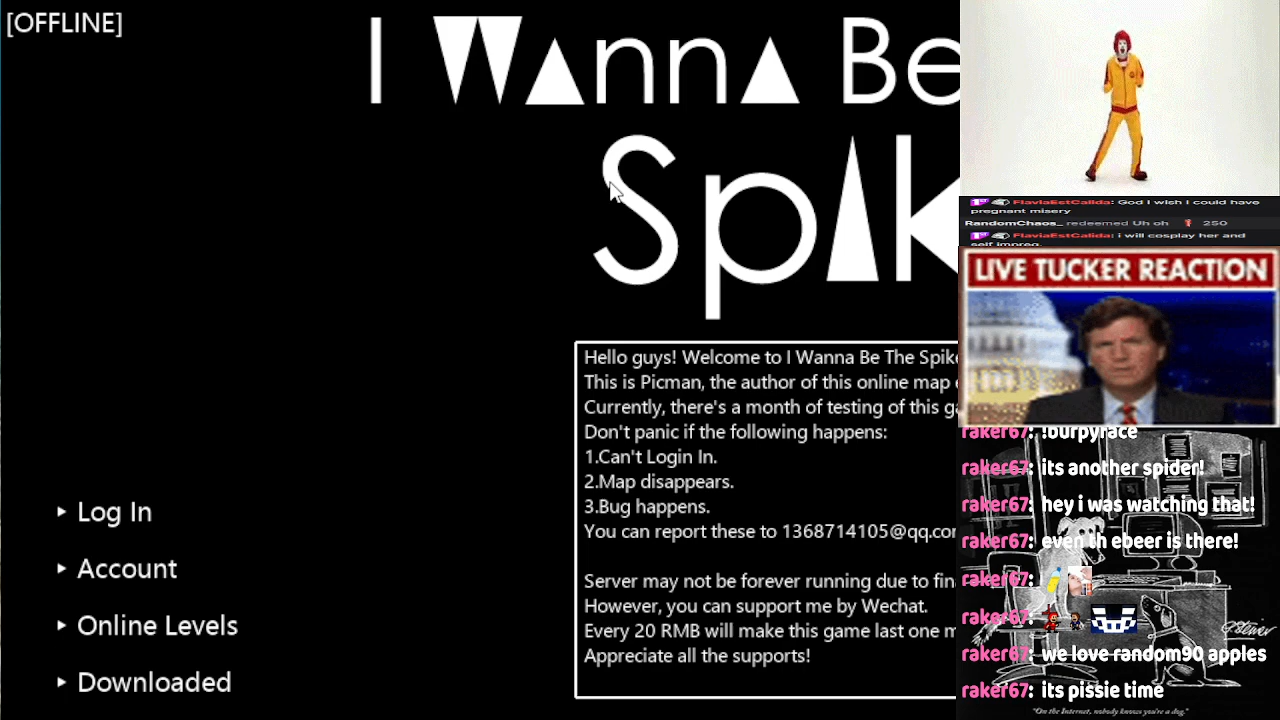 [OFFLINE]
I Wanna Be
Spik
Hello guys! Welcome to I Wanna Be The Spike
This is Picman, the author of this online map
Currently, there's a month of testing of this ga
Don't panic if the following happens:
1.Can't Login In.
2.Map disappears.
3.Bug happens.
You can report these to 1368714105@qq.co
Server may not be forever running due to fin
However, you can support me by Wechat.
Every 20 RMB will make this game last one m
Appreciate all the supports!
‣ Log In
‣ Account
‣ Online Levels
‣ Downloaded
FlaviaEstCalida: God I wish I could have
pregnant misery
RandomChaos_ redeemed Uh oh 250
FlaviaEstCalida: i will cosplay her and
self impreg.
LIVE TUCKER REACTION
raker67: !burpyrace
raker67: its another spider!
raker67: hey i was watching that!
raker67: even th ebeer is there!
raker67:
raker67:
raker67: we love random90 apples
raker67: its pissie time
"On the Internet, nobody knows you're a dog."